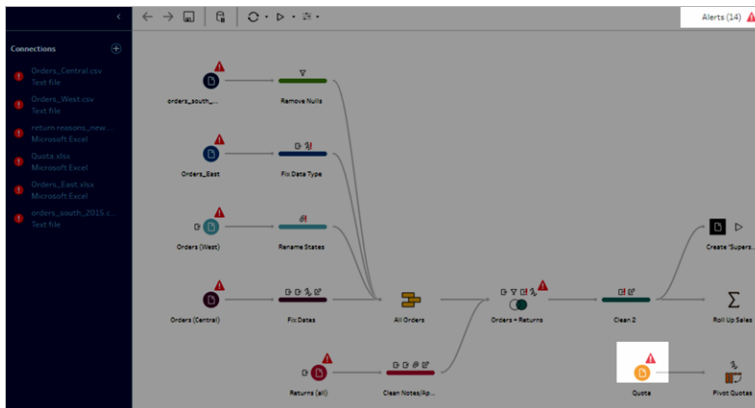 Alerts (14)
Connections
Orders_Central.csv
Text file
Orders_West.csv
Text file
return reasons_new...
Microsoft Excel
Quota.xlsx
Microsoft Excel
Orders_East.xlsx
Microsoft Excel
orders_south_2015.c...
Text file
orders_south_...
Remove Nulls
Orders_East
Fix Data Type
Orders (West)
Rename States
Create 'Supers...
Orders (Central)
Fix Dates
All Orders
Orders + Returns
Clean 2
Roll Up Sales
Returns (all)
Clean Notes/Ap...
Quota
Pivot Quotas